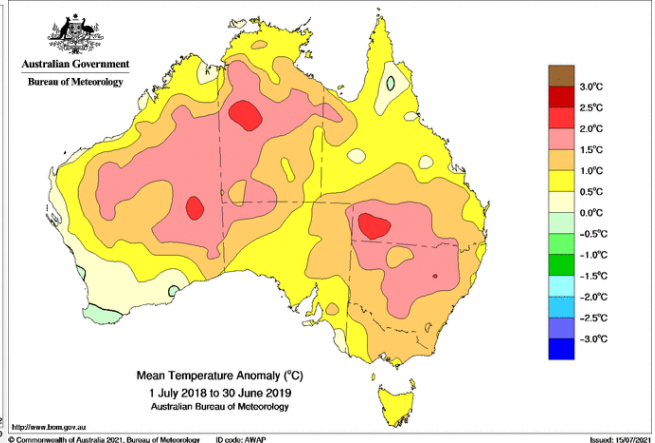 Australian Government
Bureau of Meteorology
3.0°C
2.5°C
2.0°C
1.5°C
1.0°C
0.5°C
0.0°C
−0.5°C
−1.0°C
−1.5°C
−2.0°C
−2.5°C
−3.0°C
Mean Temperature Anomaly (°C)
1 July 2018 to 30 June 2019
Australian Bureau of Meteorology
http://www.bom.gov.au
© Commonwealth of Australia 2021, Bureau of Meteorology ID code: AWAP Issued: 15/07/2021